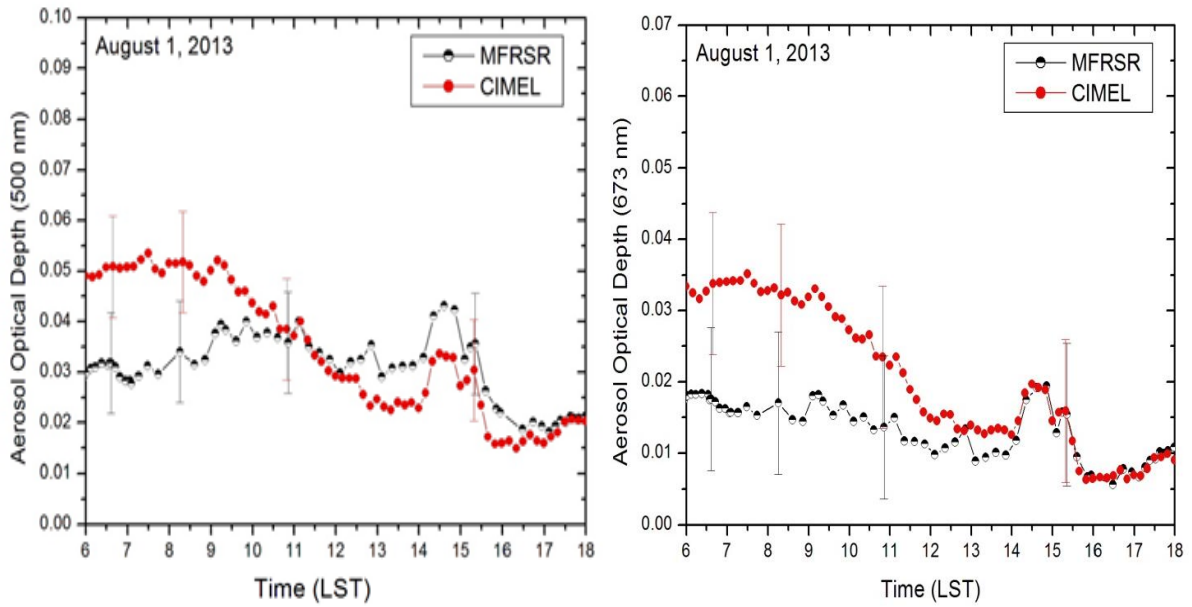 August 1, 2013
MFRSR
CIMEL
Aerosol Optical Depth (500 nm)
0.10
0.09
0.08
0.07
0.06
0.05
0.04
0.03
0.02
0.01
0.00
6 7 8 9 10 11 12 13 14 15 16 17 18
Time (LST)
August 1, 2013
MFRSR
CIMEL
Aerosol Optical Depth (673 nm)
0.07
0.06
0.05
0.04
0.03
0.02
0.01
0.00
6 7 8 9 10 11 12 13 14 15 16 17 18
Time (LST)